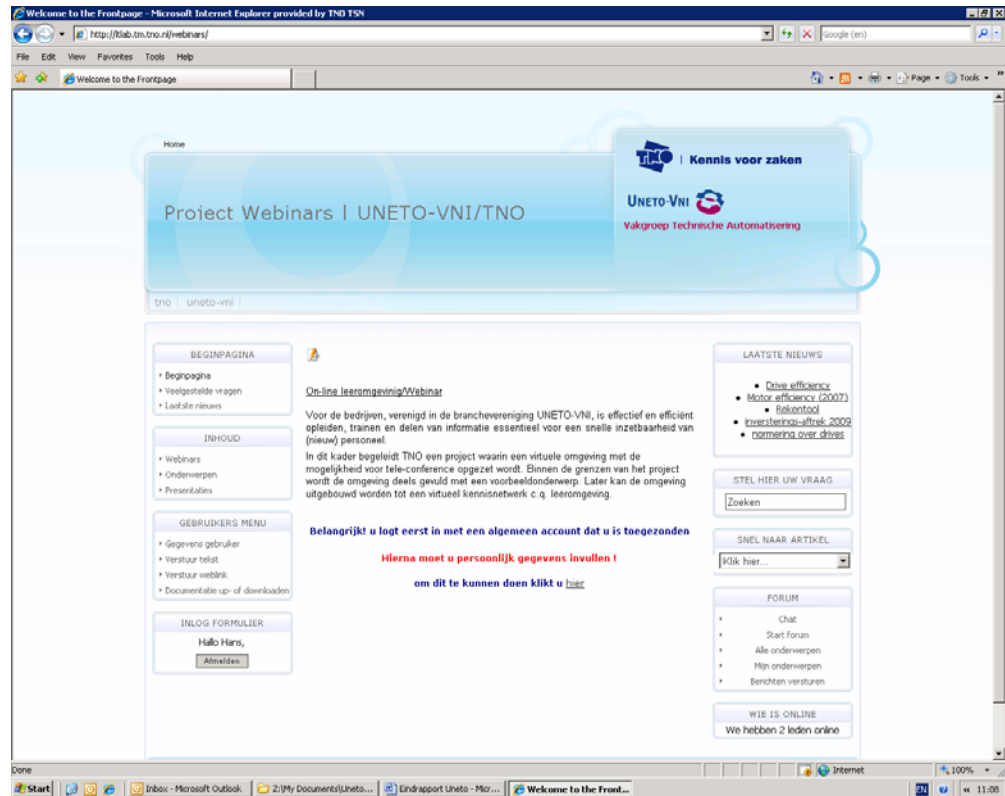 Welcome to the Frontpage - Microsoft Internet Explorer provided by TNO TSN
http://ltlab.tm.tno.nl/webinars/
Google (en)
File Edit View Favorites Tools Help
Welcome to the Frontpage
Page Tools
Home
TNO | Kennis voor zaken
UNETO-VNI
Vakgroep Technische Automatisering
Project Webinars | UNETO-VNI/TNO
tno uneto-vni
BEGINPAGINA
Beginpagina
Veelgestelde vragen
Laatste nieuws
INHOUD
Webinars
Onderwerpen
Presentaties
GEBRUIKERS MENU
Gegevens gebruiker
Verstuur tekst
Verstuur weblink
Documentatie up- of downloaden
INLOG FORMULIER
Hallo Hans,
Afmelden
On-line leeromgevinig/Webinar
Voor de bedrijven, verenigd in de branchevereniging UNETO-VNI, is effectief en efficiënt
opleiden, trainen en delen van informatie essentieel voor een snelle inzetbaarheid van
(nieuw) personeel.
In dit kader begeleidt TNO een project waarin een virtuele omgeving met de
mogelijkheid voor tele-conference opgezet wordt. Binnen de grenzen van het project
wordt de omgeving deels gevuld met een voorbeeldonderwerp. Later kan de omgeving
uitgebouwd worden tot een virtueel kennisnetwerk c.q. leeromgeving.
Belangrijk! u logt eerst in met een algemeen account dat u is toegezonden
Hierna moet u persoonlijk gegevens invullen !
om dit te kunnen doen klikt u hier
LAATSTE NIEUWS
Drive efficiency
Motor efficiency (2007)
Rekentool
inversterings-aftrek 2009
normering over drives
STEL HIER UW VRAAG
Zoeken
SNEL NAAR ARTIKEL
Klik hier...
FORUM
Chat
Start forum
Alle onderwerpen
Mijn onderwerpen
Berichten versturen
WIE IS ONLINE
We hebben 2 leden online
Done
Internet
100%
Start
Inbox - Microsoft Outlook
Z:\My Documents\Uneto...
Eindrapport Uneto - Micr...
Welcome to the Front...
EN
11:08